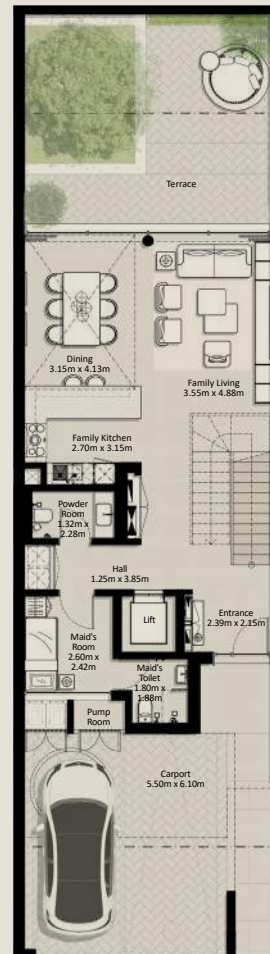 Terrace
Dining
3.15m x 4.13m
Family Living
3.55m x 4.88m
Family Kitchen
2.70m x 3.15m
Powder
Room
1.32m x
2.28m
Hall
1.25m x 3.85m
Lift
Entrance
2.39m x 2.15m
Maid's
Room
2.60m x
2.42m
Maid's
Toilet
1.80m x
1.88m
Pump
Room
Carport
5.50m x 6.10m